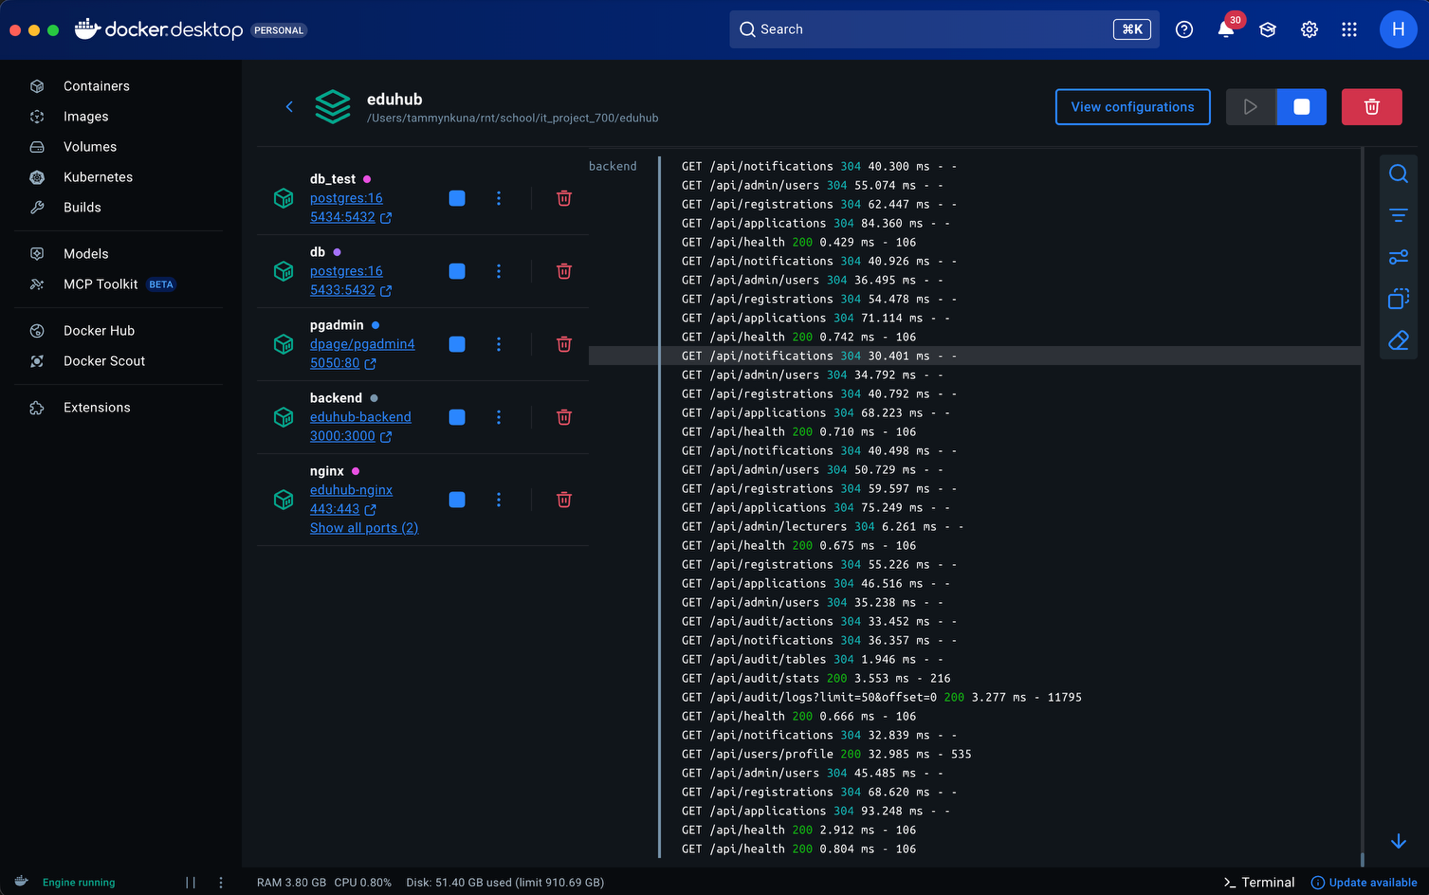 docker.desktop PERSONAL
Search
⌘K
30
H
Containers
Images
Volumes
Kubernetes
Builds
Models
MCP Toolkit BETA
Docker Hub
Docker Scout
Extensions
eduhub
/Users/tammynkuna/rnt/school/it_project_700/eduhub
View configurations
db_test
postgres:16
5434:5432
db
postgres:16
5433:5432
pgadmin
dpage/pgadmin4
5050:80
backend
eduhub-backend
3000:3000
nginx
eduhub-nginx
443:443
Show all ports (2)
backend
GET /api/notifications 304 40.300 ms - -
GET /api/admin/users 304 55.074 ms - -
GET /api/registrations 304 62.447 ms - -
GET /api/applications 304 84.360 ms - -
GET /api/health 200 0.429 ms - 106
GET /api/notifications 304 40.926 ms - -
GET /api/admin/users 304 36.495 ms - -
GET /api/registrations 304 54.478 ms - -
GET /api/applications 304 71.114 ms - -
GET /api/health 200 0.742 ms - 106
GET /api/notifications 304 30.401 ms - -
GET /api/admin/users 304 34.792 ms - -
GET /api/registrations 304 40.792 ms - -
GET /api/applications 304 68.223 ms - -
GET /api/health 200 0.710 ms - 106
GET /api/notifications 304 40.498 ms - -
GET /api/admin/users 304 50.729 ms - -
GET /api/registrations 304 59.597 ms - -
GET /api/applications 304 75.249 ms - -
GET /api/admin/lecturers 304 6.261 ms - -
GET /api/health 200 0.675 ms - 106
GET /api/registrations 304 55.226 ms - -
GET /api/applications 304 46.516 ms - -
GET /api/admin/users 304 35.238 ms - -
GET /api/audit/actions 304 33.452 ms - -
GET /api/notifications 304 36.357 ms - -
GET /api/audit/tables 304 1.946 ms - -
GET /api/audit/stats 200 3.553 ms - 216
GET /api/audit/logs?limit=50&offset=0 200 3.277 ms - 11795
GET /api/health 200 0.666 ms - 106
GET /api/notifications 304 32.839 ms - -
GET /api/users/profile 200 32.985 ms - 535
GET /api/admin/users 304 45.485 ms - -
GET /api/registrations 304 68.620 ms - -
GET /api/applications 304 93.248 ms - -
GET /api/health 200 2.912 ms - 106
GET /api/health 200 0.804 ms - 106
Engine running
RAM 3.80 GB CPU 0.80% Disk: 51.40 GB used (limit 910.69 GB)
Terminal
Update available